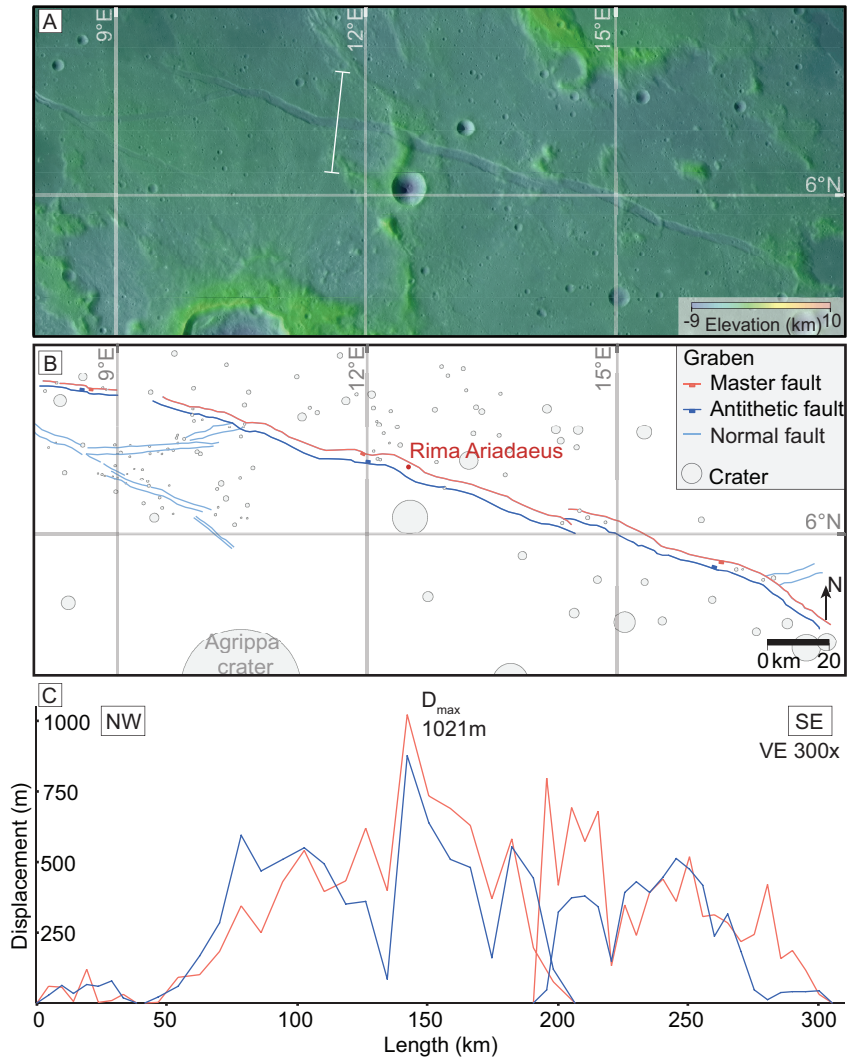 A
9°E
12°E
15°E
6°N
-9 Elevation (km) 10
B
9°E
12°E
15°E
Graben
Master fault
Antithetic fault
Normal fault
Crater
Rima Ariadaeus
6°N
N
Agrippa
crater
0 km 20
C
NW
Dmax
1021m
SE
VE 300x
Displacement (m)
1000
750
500
250
0 50 100 150 200 250 300
Length (km)